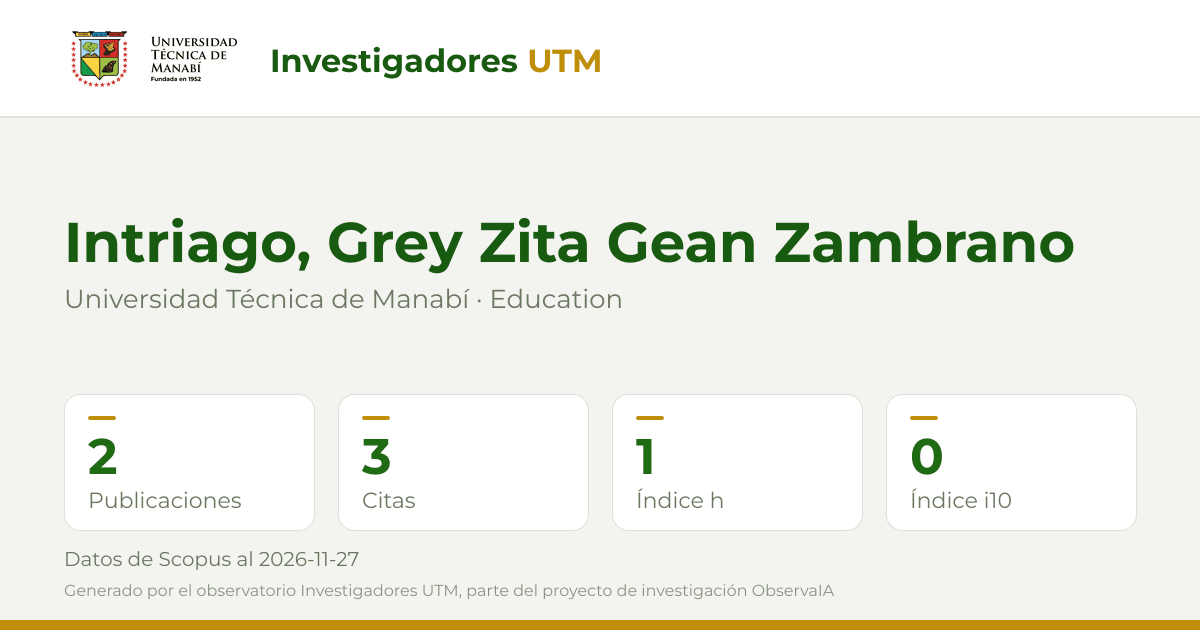 UNIVERSIDAD
TÉCNICA DE
MANABÍ
Fundada en 1952
Investigadores UTM
Intriago, Grey Zita Gean Zambrano
Universidad Técnica de Manabí · Education
2
Publicaciones
3
Citas
1
Índice h
0
Índice i10
Datos de Scopus al 2026-11-27
Generado por el observatorio Investigadores UTM, parte del proyecto de investigación ObservaIA